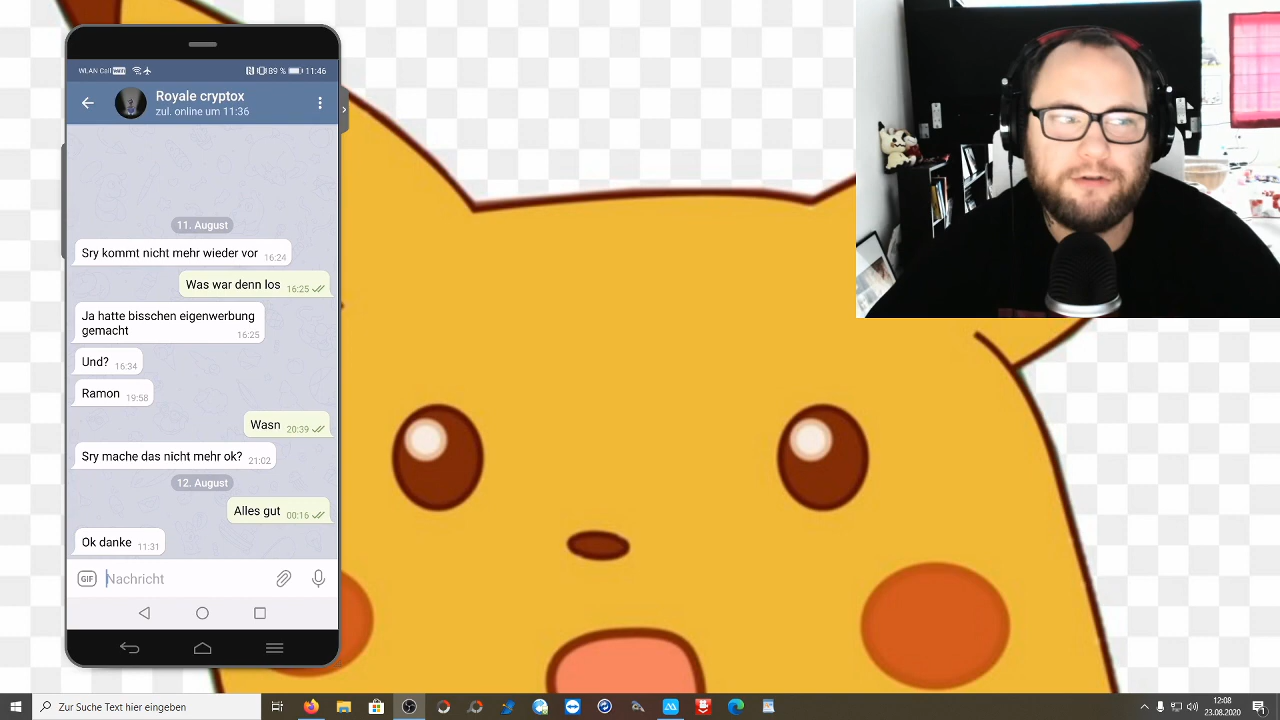 WLAN Call WiFi
89 % 11:46
Royale cryptox
zul. online um 11:36
11. August
Sry kommt nicht mehr wieder vor 16:24
Was war denn los 16:25
Ja hatte bisschen eigenwerbung
gemacht 16:25
Und? 16:34
Ramon 19:58
Wasn 20:39
Sry mache das nicht mehr ok? 21:02
12. August
Alles gut 00:16
Ok danke 11:31
GIF Nachricht
Zur Suche Text hier eingeben
12:08
23.08.2020